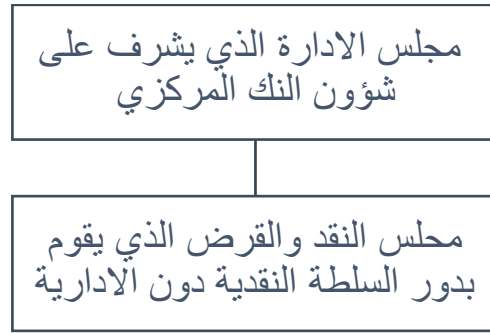 مجلس الادارة الذي يشرف على
شؤون النك المركزي
محلس النقد والقرض الذي يقوم
بدور السلطة النقدية دون الادارية